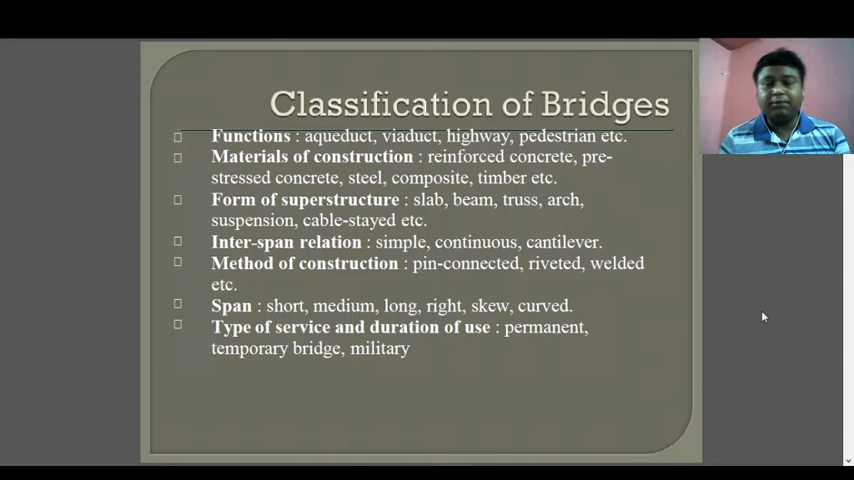 Classification of Bridges
Functions : aqueduct, viaduct, highway, pedestrian etc.
Materials of construction : reinforced concrete, pre-
stressed concrete, steel, composite, timber etc.
Form of superstructure : slab, beam, truss, arch,
suspension, cable-stayed etc.
Inter-span relation : simple, continuous, cantilever.
Method of construction : pin-connected, riveted, welded
etc.
Span : short, medium, long, right, skew, curved.
Type of service and duration of use : permanent,
temporary bridge, military